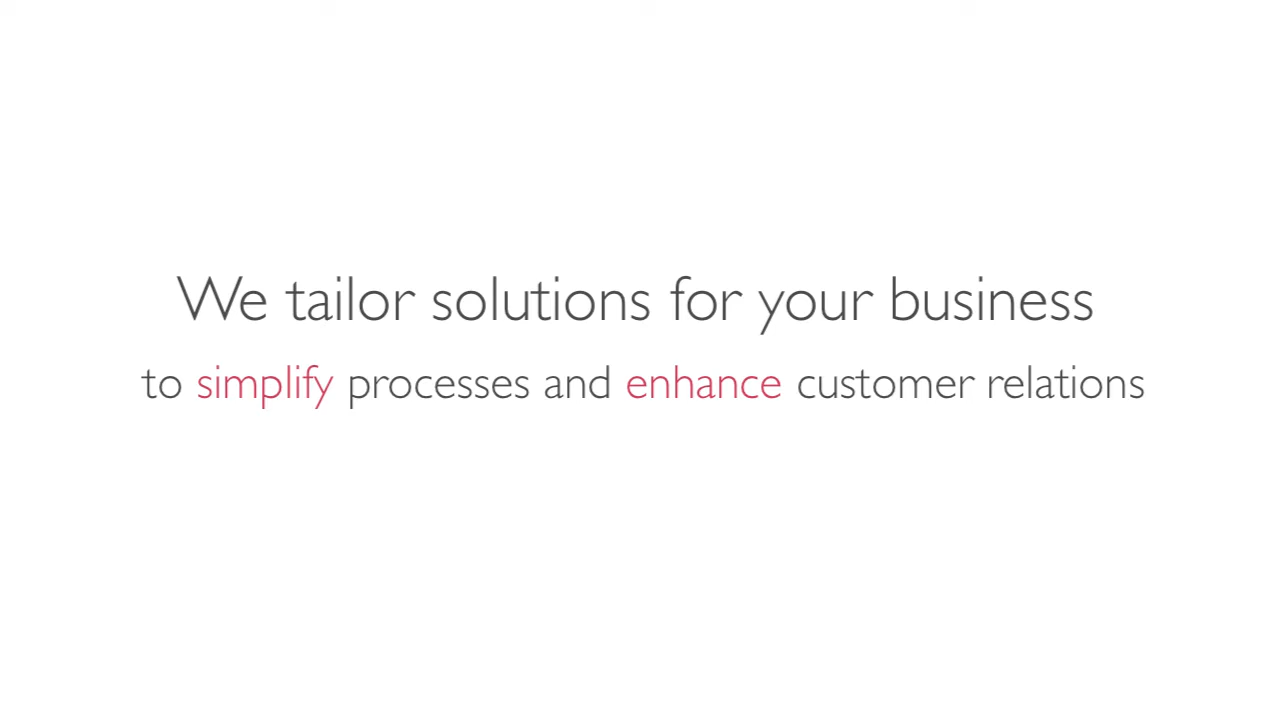 We tailor solutions for your business
to simplify processes and enhance customer relations